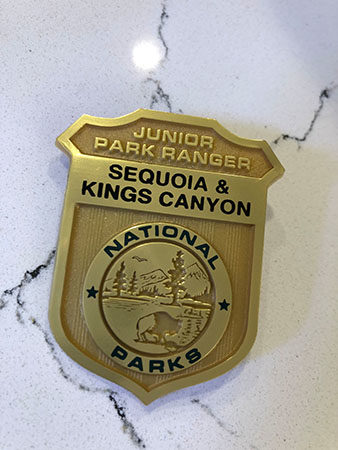 JUNIOR
PARK RANGER
SEQUOIA &
KINGS CANYON
NATIONAL
PARKS